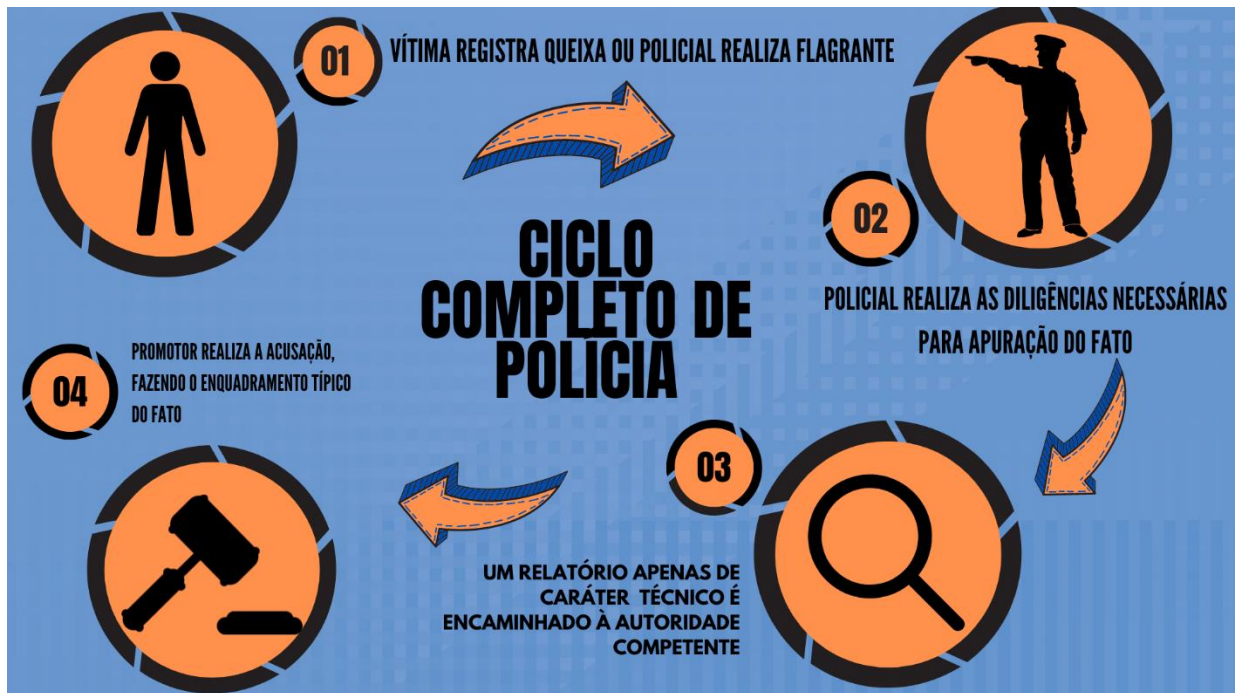 01
VÍTIMA REGISTRA QUEIXA OU POLICIAL REALIZA FLAGRANTE
02
POLICIAL REALIZA AS DILIGÊNCIAS NECESSÁRIAS
PARA APURAÇÃO DO FATO
CICLO
COMPLETO DE
POLÍCIA
03
UM RELATÓRIO APENAS DE
CARÁTER TÉCNICO É
ENCAMINHADO À AUTORIDADE
COMPETENTE
04
PROMOTOR REALIZA A ACUSAÇÃO,
FAZENDO O ENQUADRAMENTO TÍPICO
DO FATO